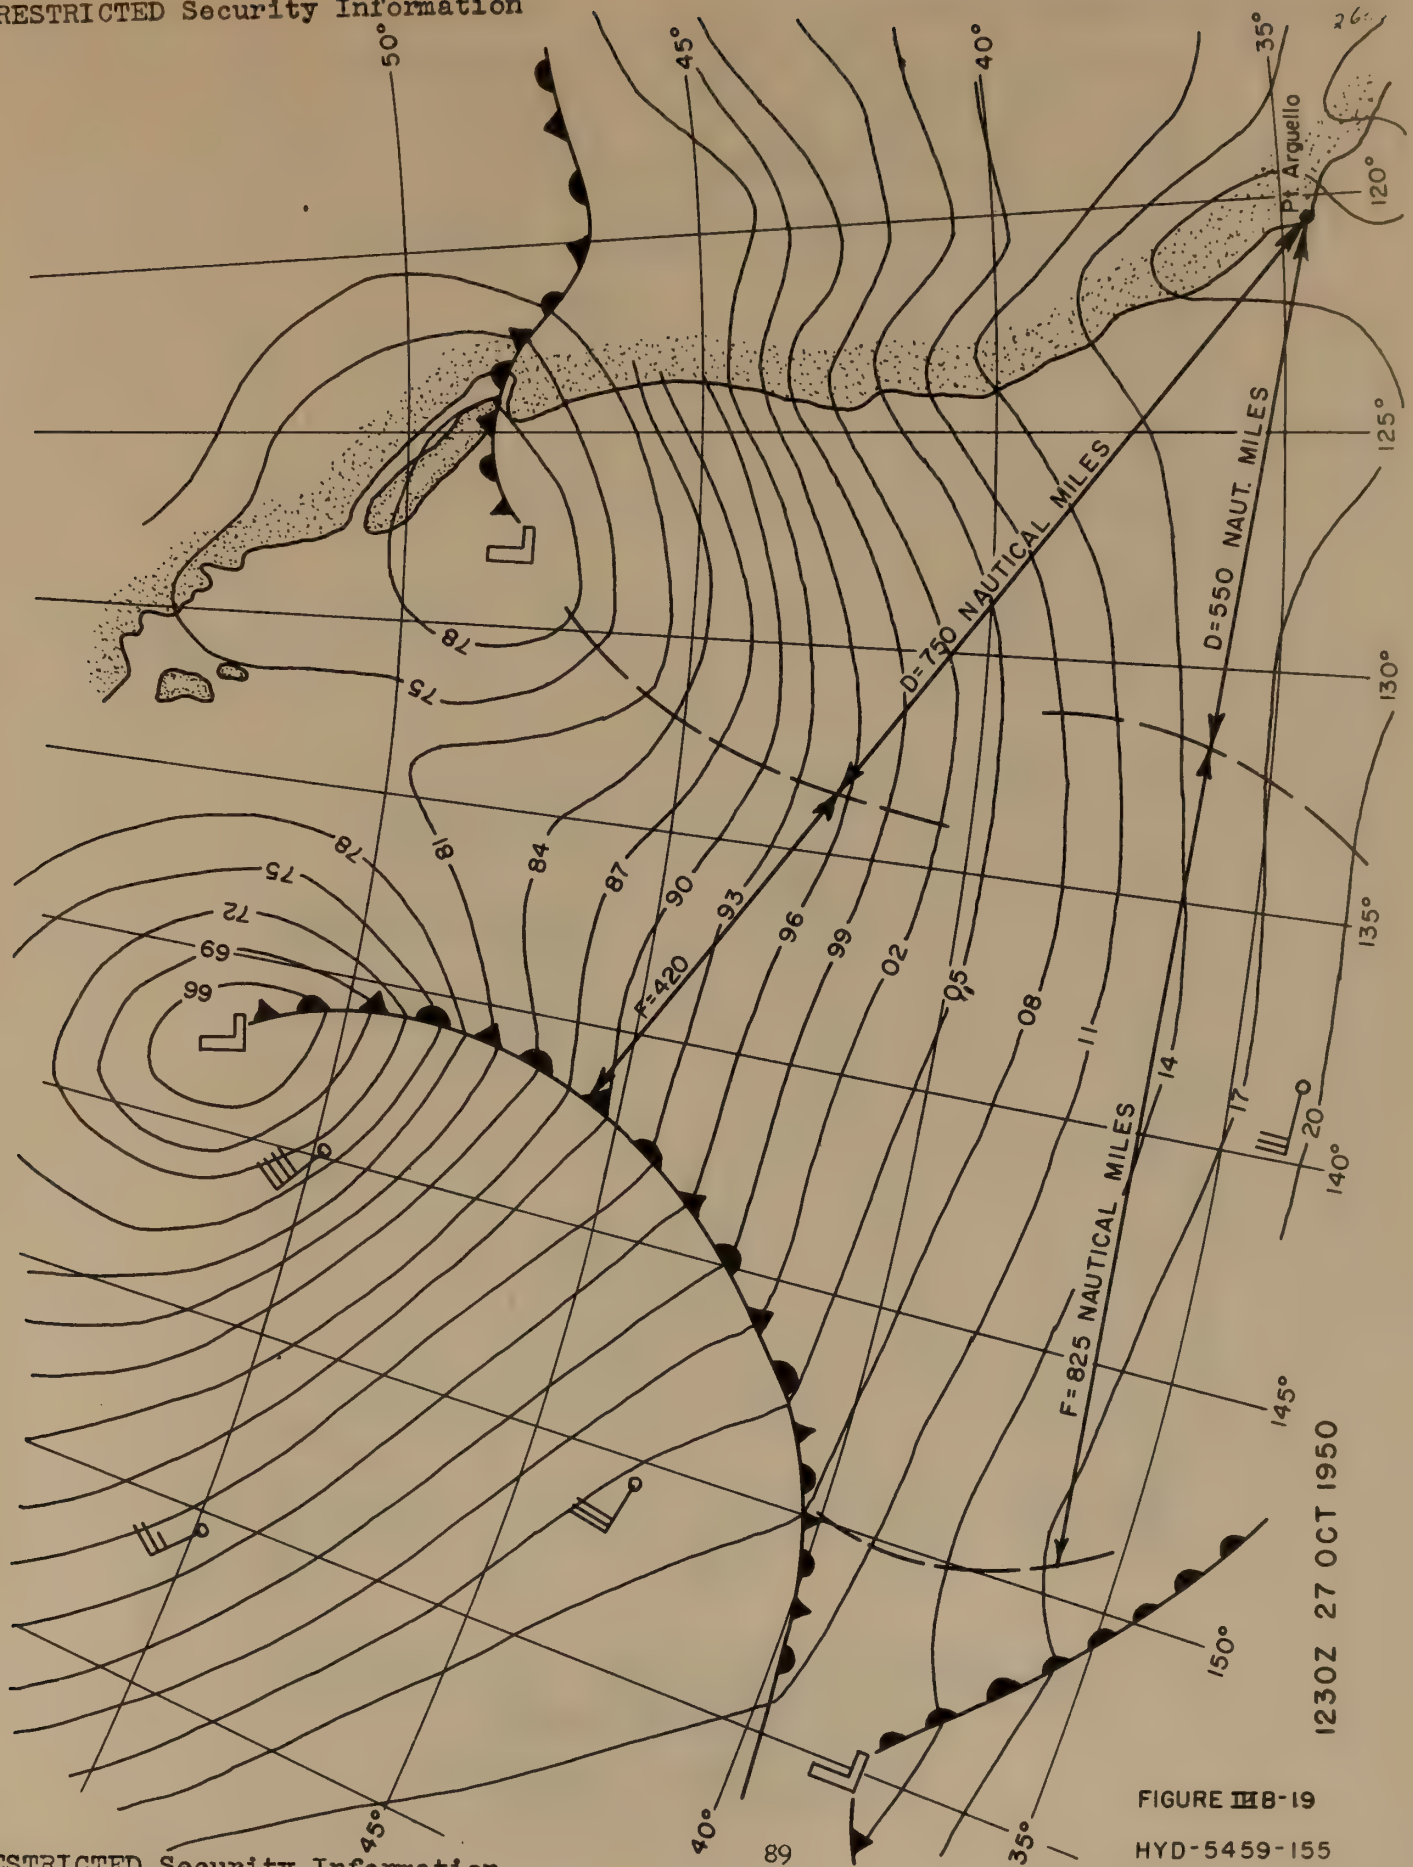 RESTRICTED Security Information
26
50°
45°
40°
35°
Pt. Arguello
120°
125°
130°
135°
140°
145°
150°
D=550 NAUT. MILES
D=750 NAUTICAL MILES
F=420
F=825 NAUTICAL MILES
L
78
75
78
75
72
69
66
L
81
84
87
90
93
96
99
02
05
08
11
14
17
20
L
45°
40°
35°
1230Z 27 OCT 1950
FIGURE III B-19
HYD-5459-155
89
RESTRICTED Security Information